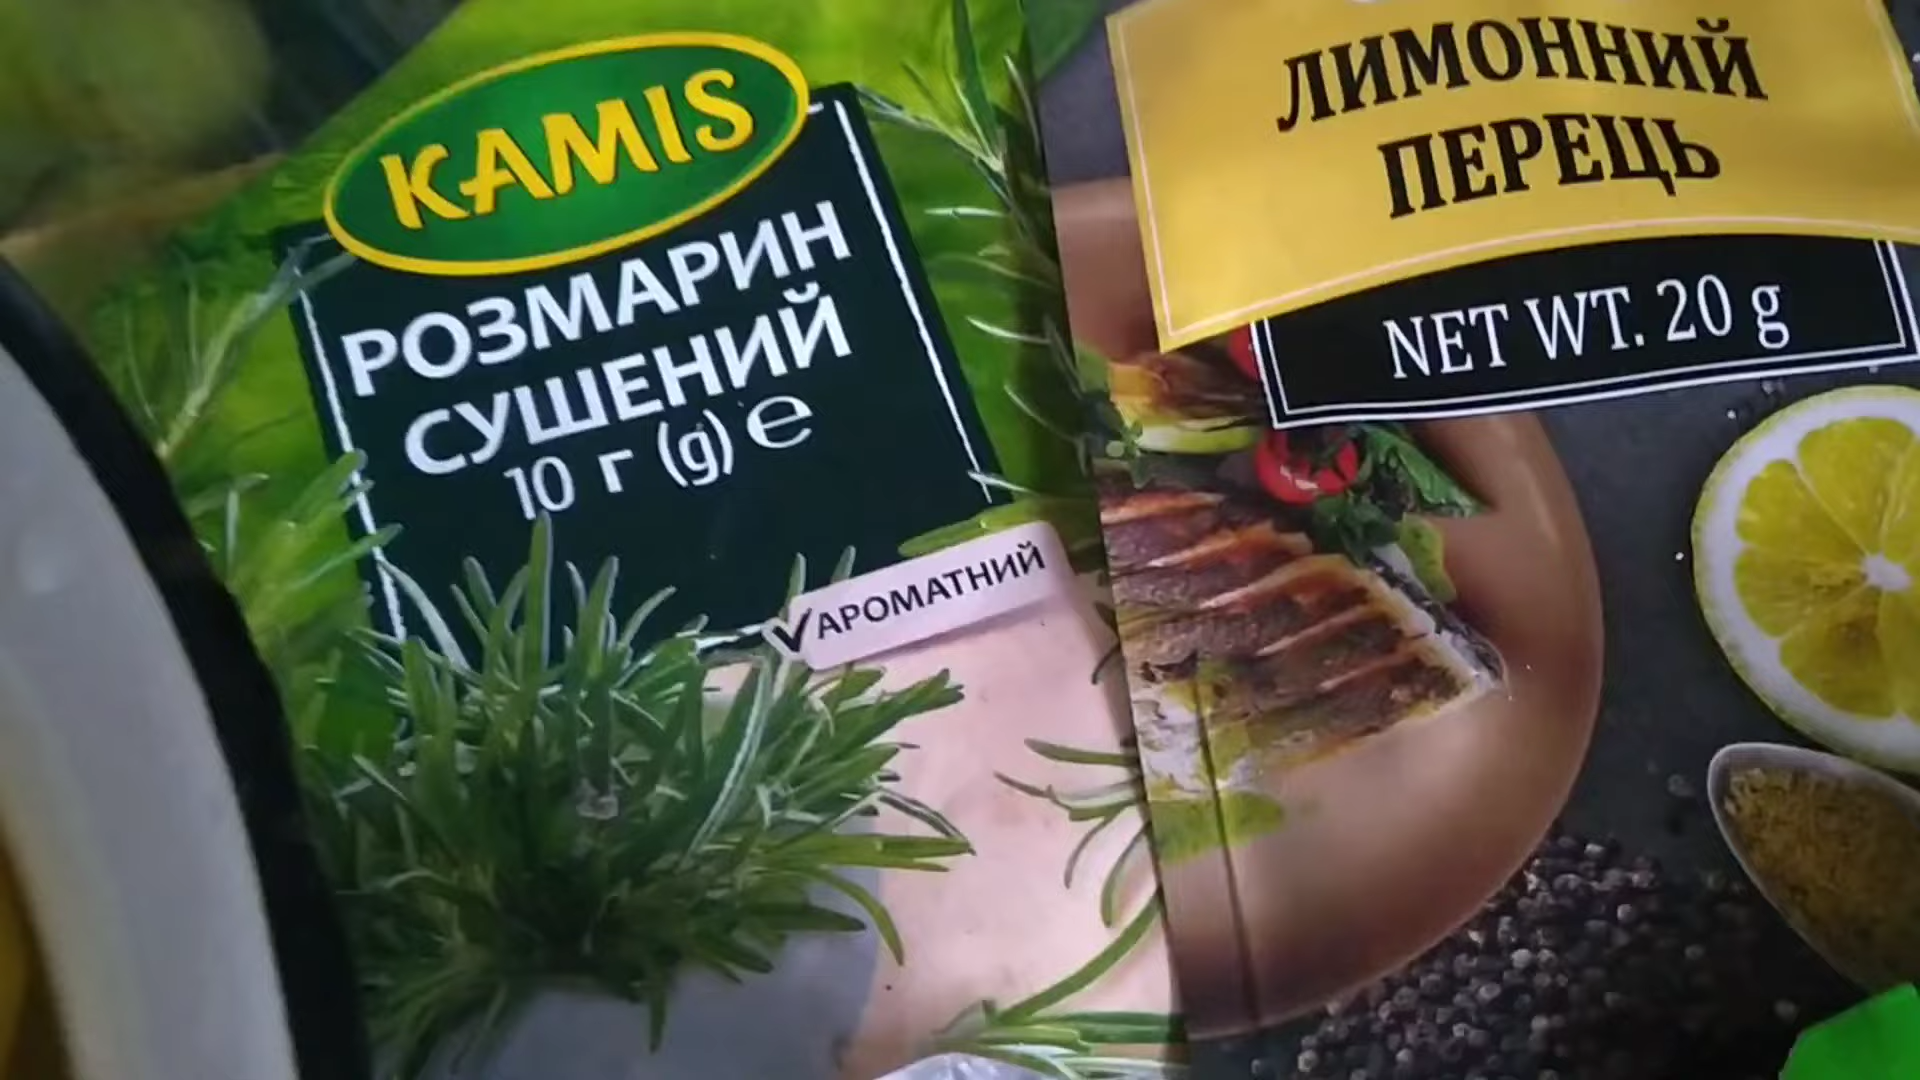 KAMIS
РОЗМАРИН
СУШЕНИЙ
10 г (g) ℮
АРОМАТНИЙ
ЛИМОННИЙ
ПЕРЕЦЬ
NET WT. 20 g